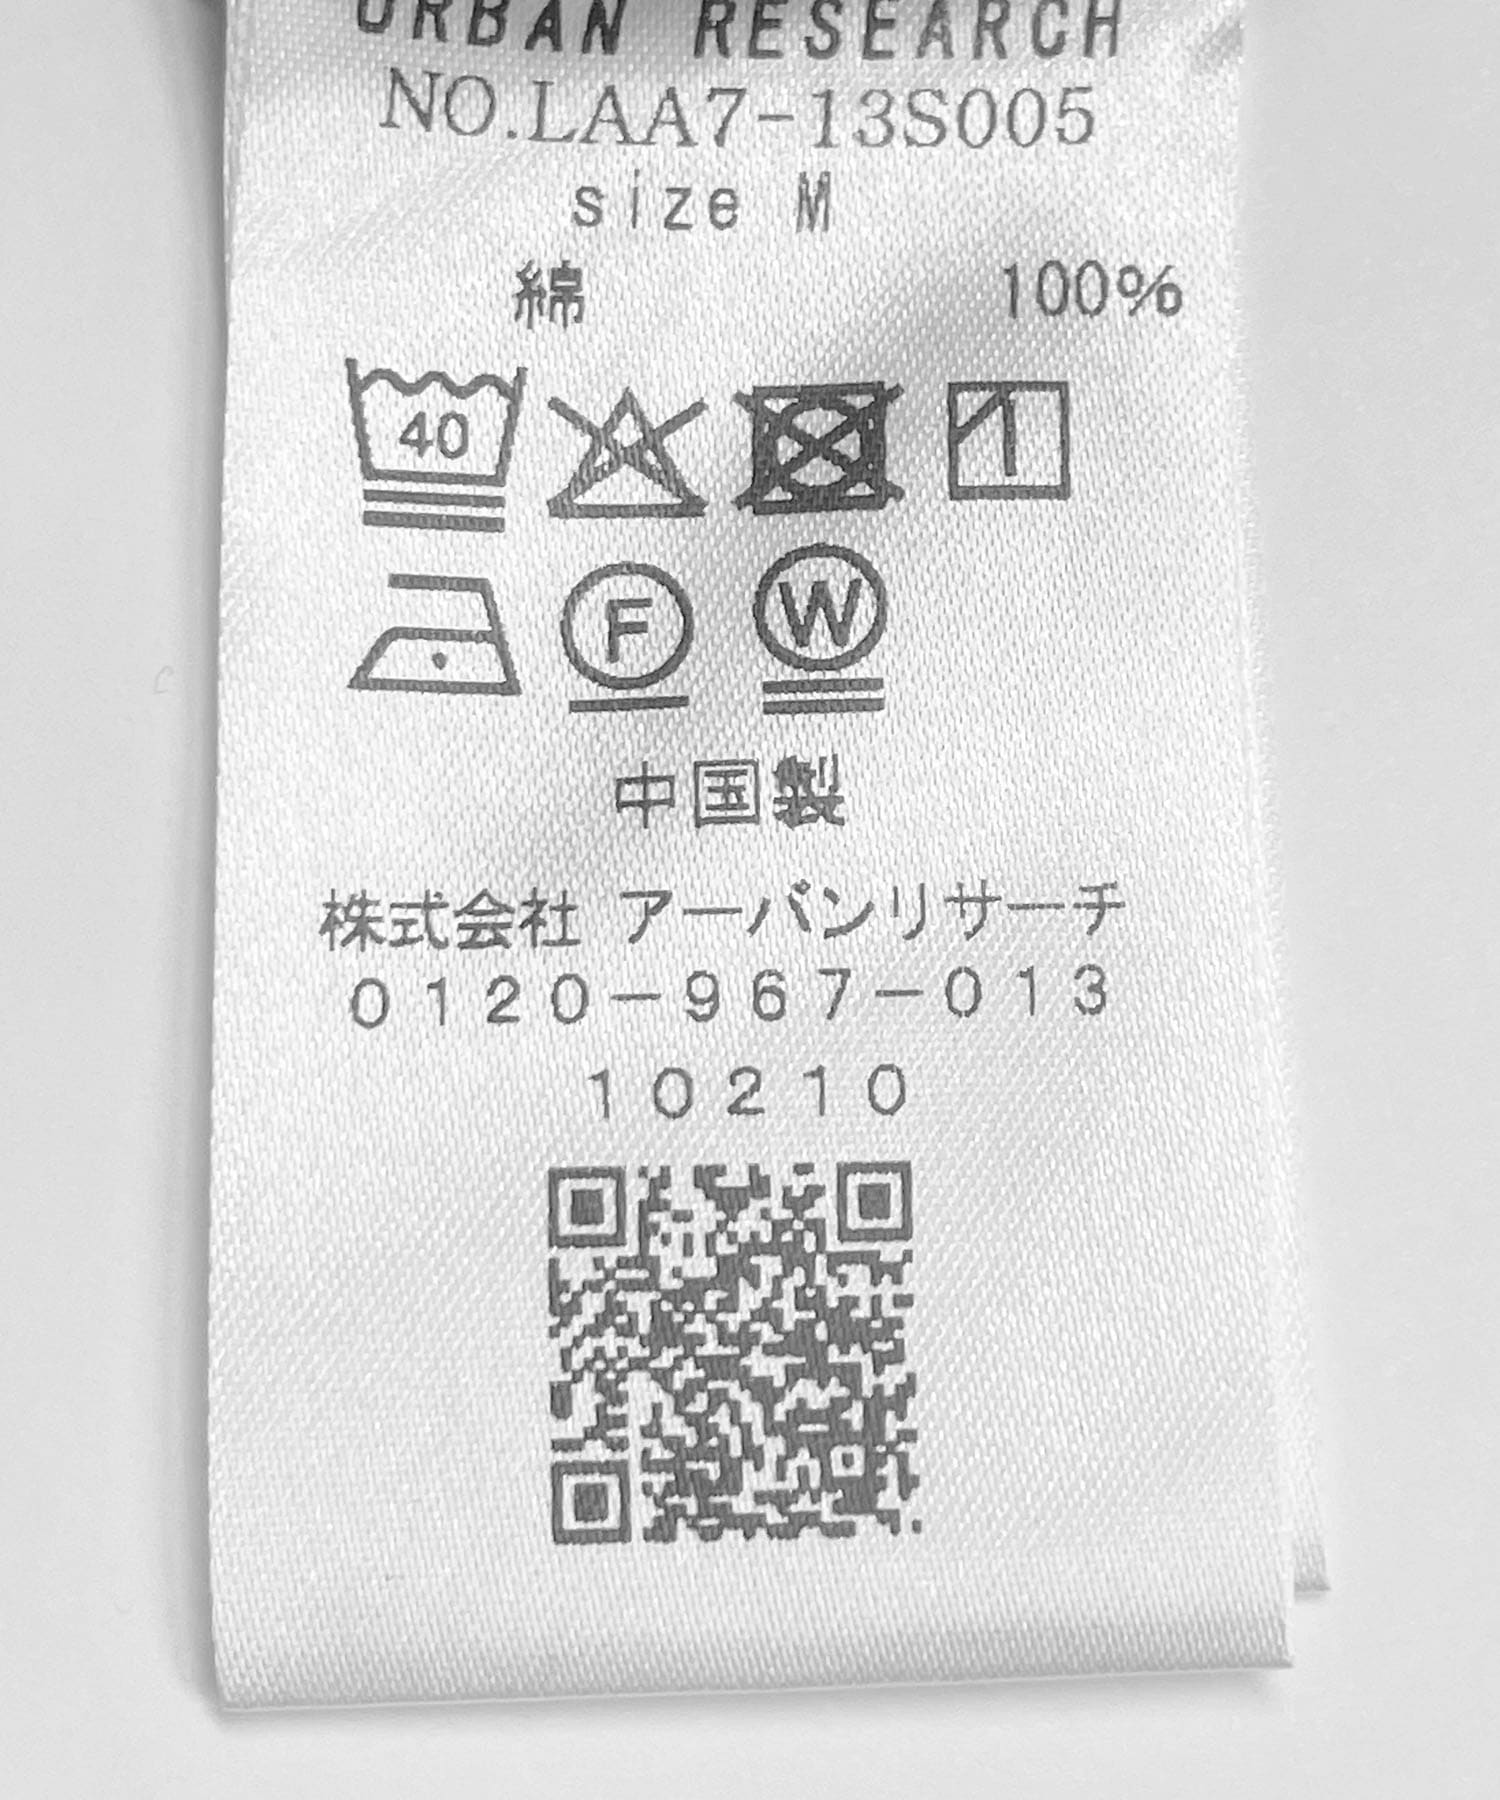 URBAN RESEARCH
NO.LAA7-13S005
size M
綿 100%
40
F W
中国製
株式会社 アーバンリサーチ
0120-967-013
10210